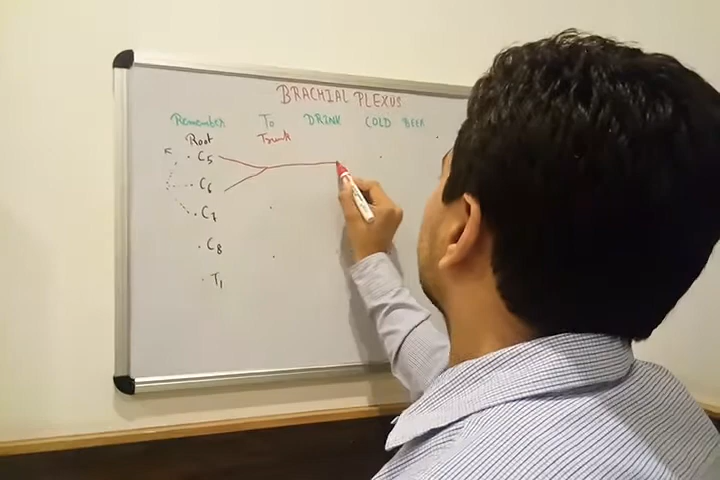 BRACHIAL PLEXUS
Remember To DRINK COLD BEER
Root Trunk
C5
C6
C7
C8
T1